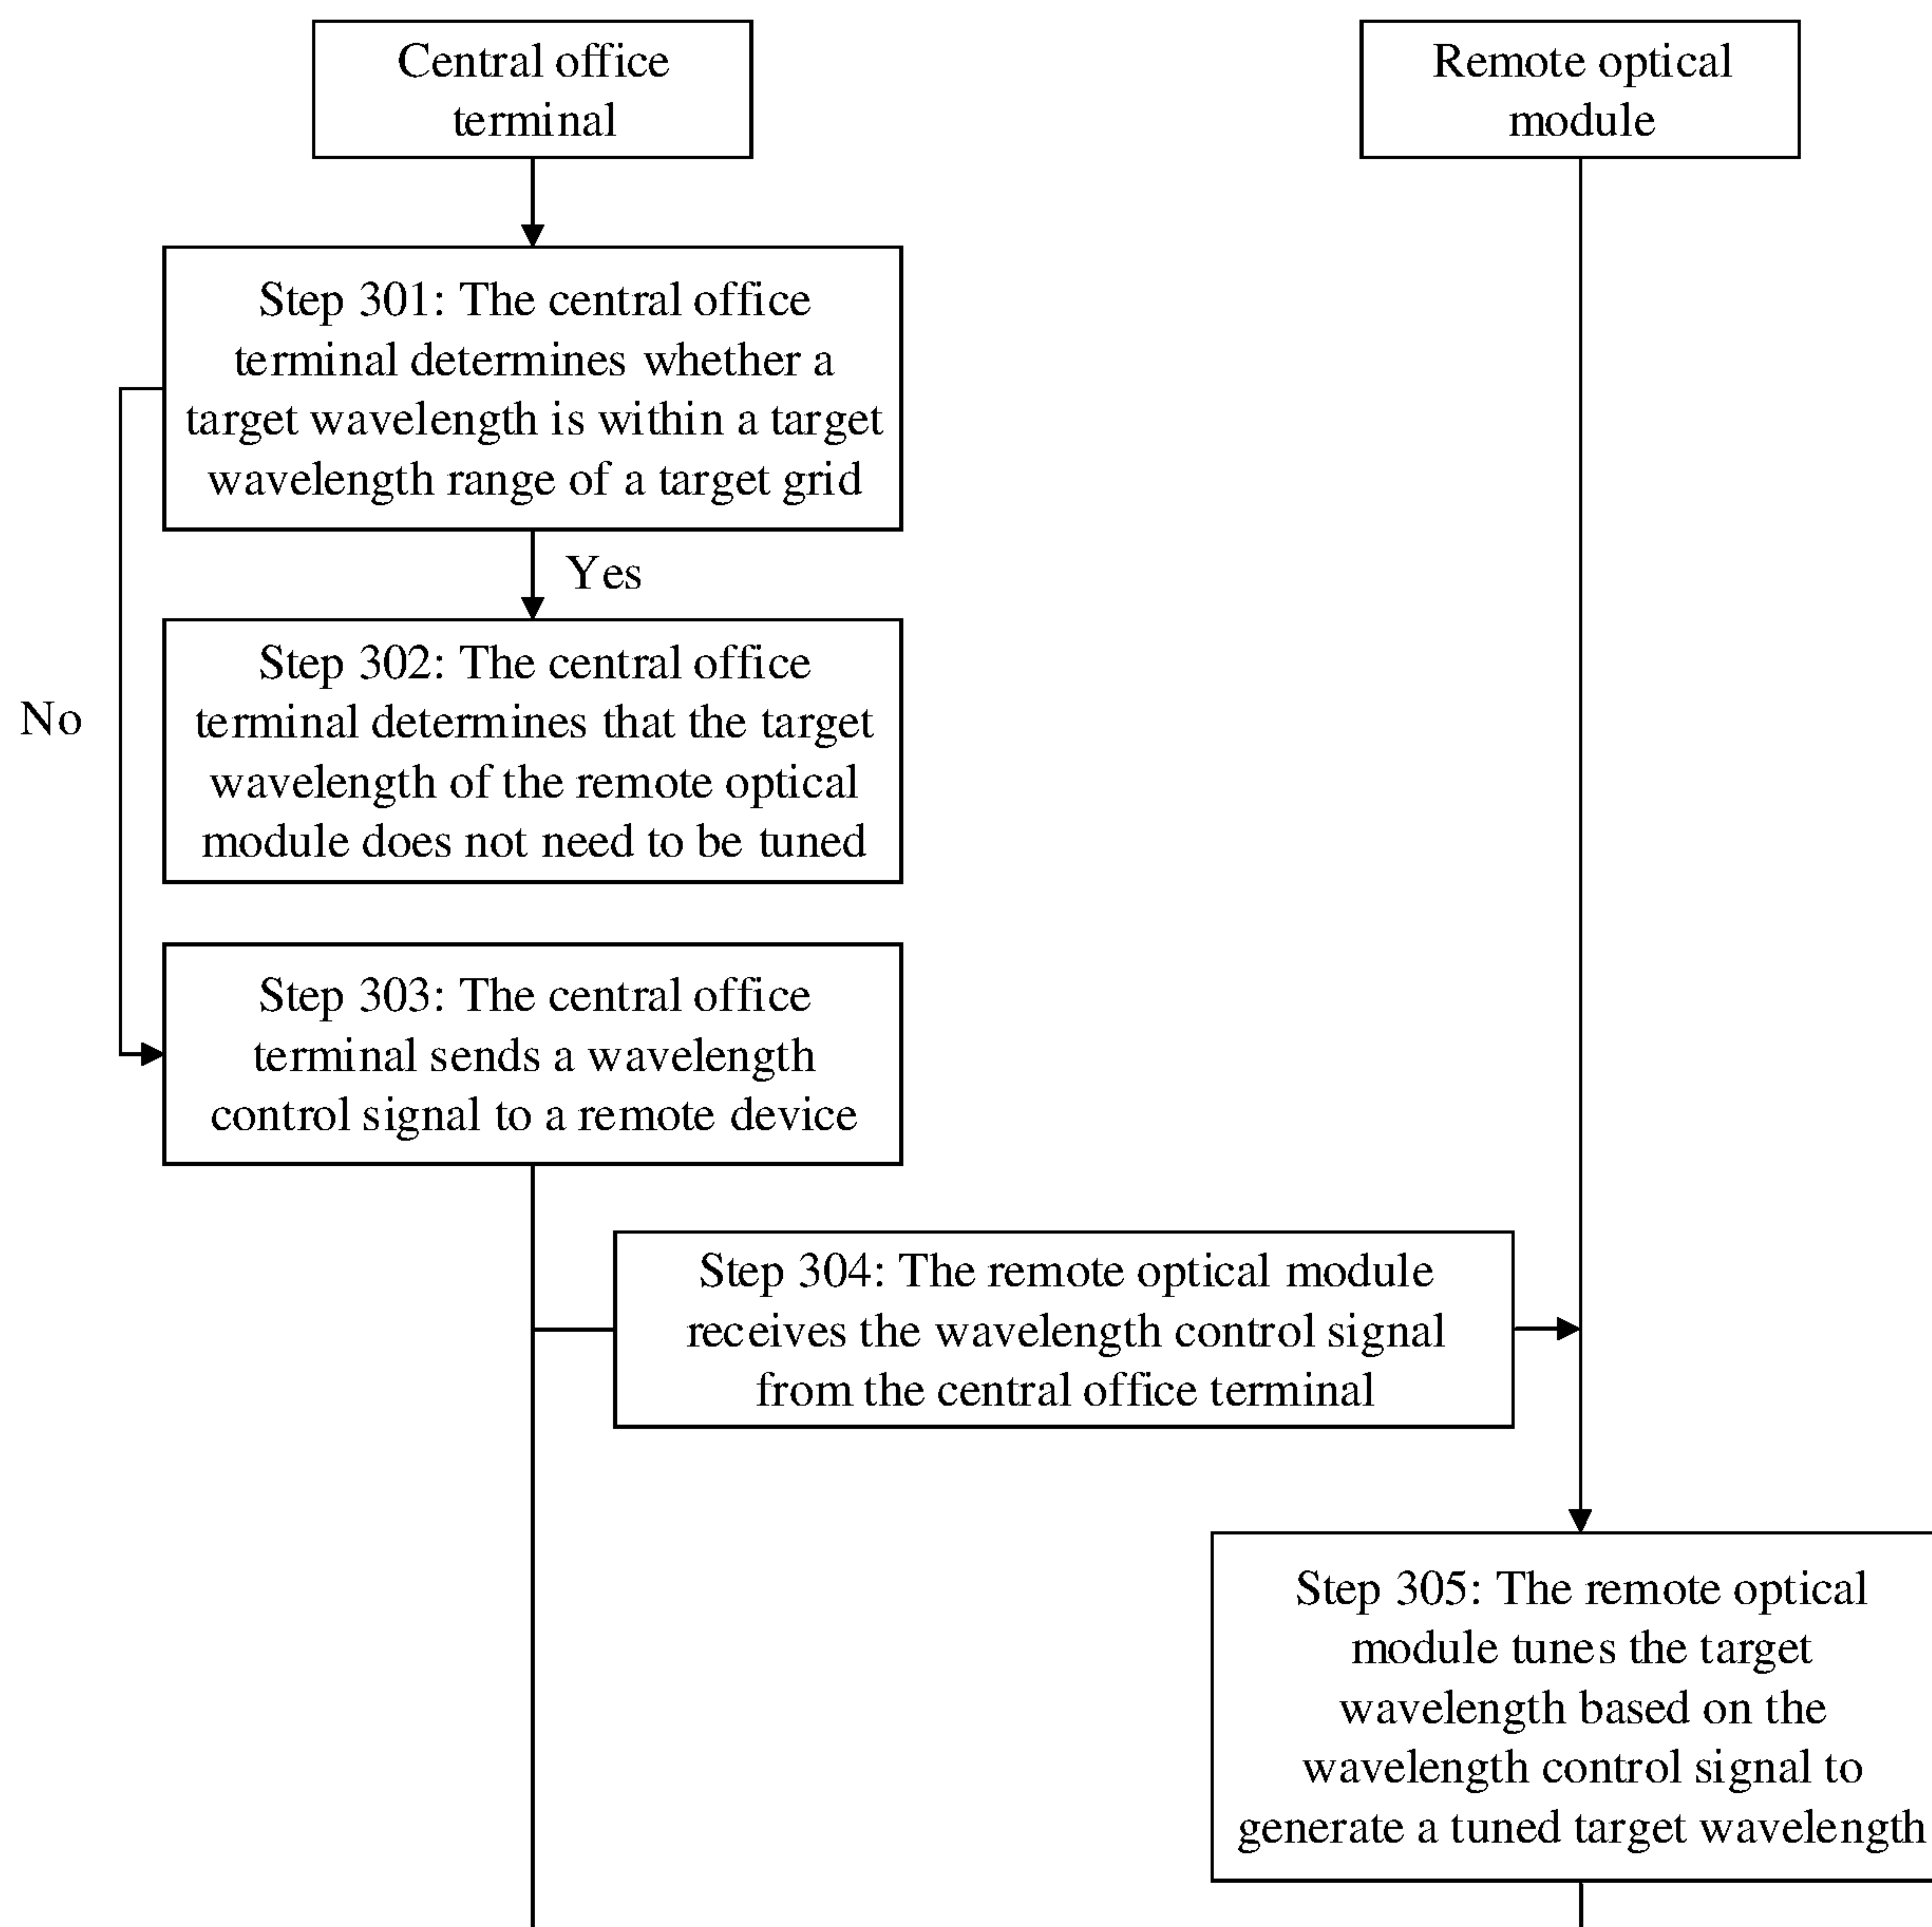 Central office
terminal
Remote optical
module
Step 301: The central office
terminal determines whether a
target wavelength is within a target
wavelength range of a target grid
Yes
Step 302: The central office
terminal determines that the target
wavelength of the remote optical
module does not need to be tuned
No
Step 303: The central office
terminal sends a wavelength
control signal to a remote device
Step 304: The remote optical module
receives the wavelength control signal
from the central office terminal
Step 305: The remote optical
module tunes the target
wavelength based on the
wavelength control signal to
generate a tuned target wavelength